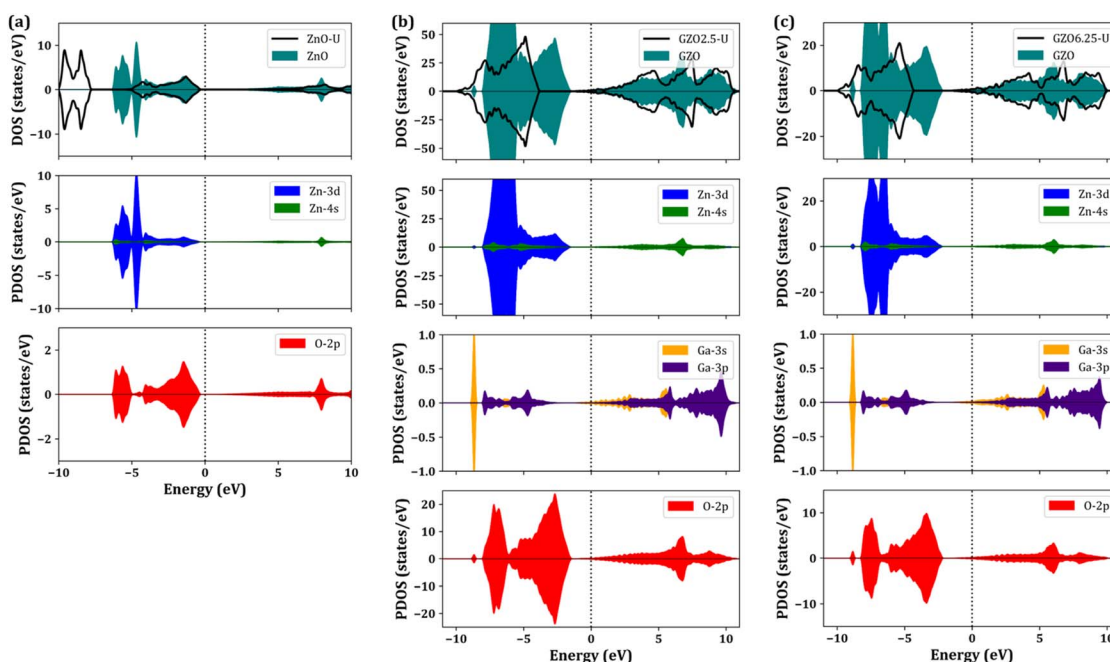 (a)
DOS (states/eV)
10
0
−10
ZnO-U
ZnO
PDOS (states/eV)
10
5
0
−5
−10
Zn-3d
Zn-4s
PDOS (states/eV)
2
0
−2
O-2p
−10 −5 0 5 10
Energy (eV)
(b)
DOS (states/eV)
50
25
0
−25
−50
GZO2.5-U
GZO
PDOS (states/eV)
50
25
0
−25
−50
Zn-3d
Zn-4s
PDOS (states/eV)
1.0
0.5
0.0
−0.5
−1.0
Ga-3s
Ga-3p
PDOS (states/eV)
20
10
0
−10
−20
O-2p
−10 −5 0 5 10
Energy (eV)
(c)
DOS (states/eV)
20
0
−20
GZO6.25-U
GZO
PDOS (states/eV)
20
0
−20
Zn-3d
Zn-4s
PDOS (states/eV)
1.0
0.5
0.0
−0.5
−1.0
Ga-3s
Ga-3p
PDOS (states/eV)
10
0
−10
O-2p
−10 −5 0 5 10
Energy (eV)